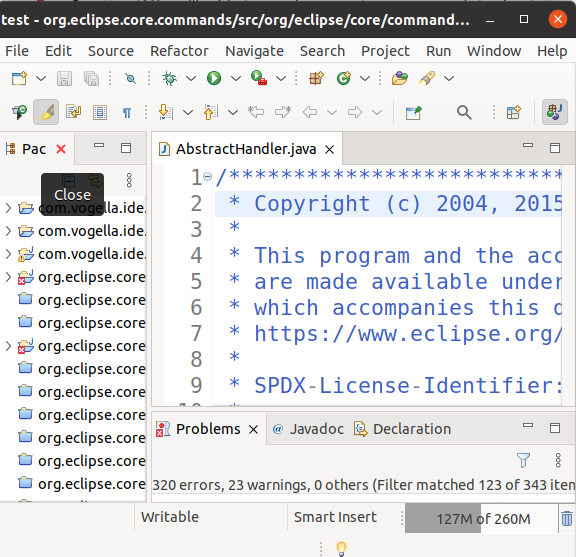 test - org.eclipse.core.commands/src/org/eclipse/core/command...
File Edit Source Refactor Navigate Search Project Run Window Help
Pac
AbstractHandler.java
Close
com.vogella.ide.
com.vogella.ide.
com.vogella.ide.
org.eclipse.core
org.eclipse.core
org.eclipse.core
org.eclipse.core
org.eclipse.core
org.eclipse.core
org.eclipse.core
org.eclipse.core
org.eclipse.core
1 /***************************
2 * Copyright (c) 2004, 2015
3 *
4 * This program and the acc
5 * are made available under
6 * which accompanies this d
7 * https://www.eclipse.org/
8 *
9 * SPDX-License-Identifier:
Problems @ Javadoc Declaration
320 errors, 23 warnings, 0 others (Filter matched 123 of 343 item
Writable Smart Insert 127M of 260M